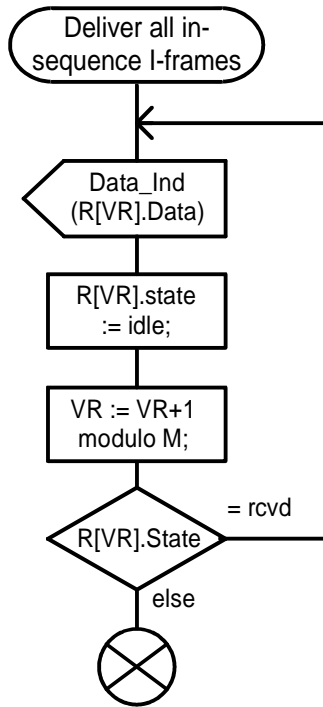 Deliver all in-
sequence I-frames
Data_Ind
(R[VR].Data)
R[VR].state
:= idle;
VR := VR+1
modulo M;
R[VR].State
= rcvd
else